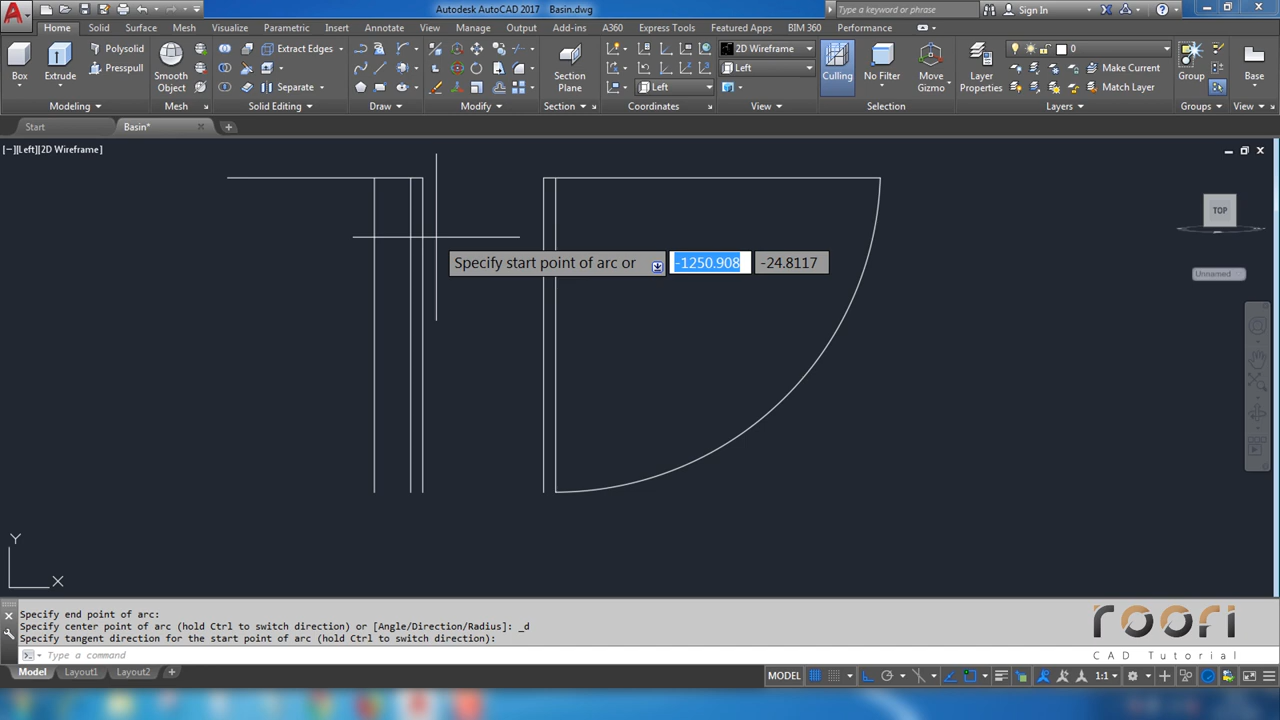 Autodesk AutoCAD 2017 Basin.dwg
Type a keyword or phrase
Sign In
Home Solid Surface Mesh Parametric Insert Annotate View Manage Output Add-ins A360 Express Tools Featured Apps BIM 360 Performance
Box
Extrude
Polysolid
Presspull
Modeling
Smooth Object
Mesh
Extract Edges
Separate
Solid Editing
Draw
Modify
Section Plane
Section
Left
Coordinates
2D Wireframe
Left
View
Culling
No Filter
Move Gizmo
Selection
Layer Properties
0
Make Current
Match Layer
Layers
Group
Groups
Base
View
Start
Basin*
[−][Left][2D Wireframe]
TOP
Unnamed
Specify start point of arc or -1250.908 -24.8117
Y
X
Specify end point of arc:
Specify center point of arc (hold Ctrl to switch direction) or [Angle/Direction/Radius]: _d
Specify tangent direction for the start point of arc (hold Ctrl to switch direction):
Type a command
roofi
CAD Tutorial
Model Layout1 Layout2
MODEL
1:1